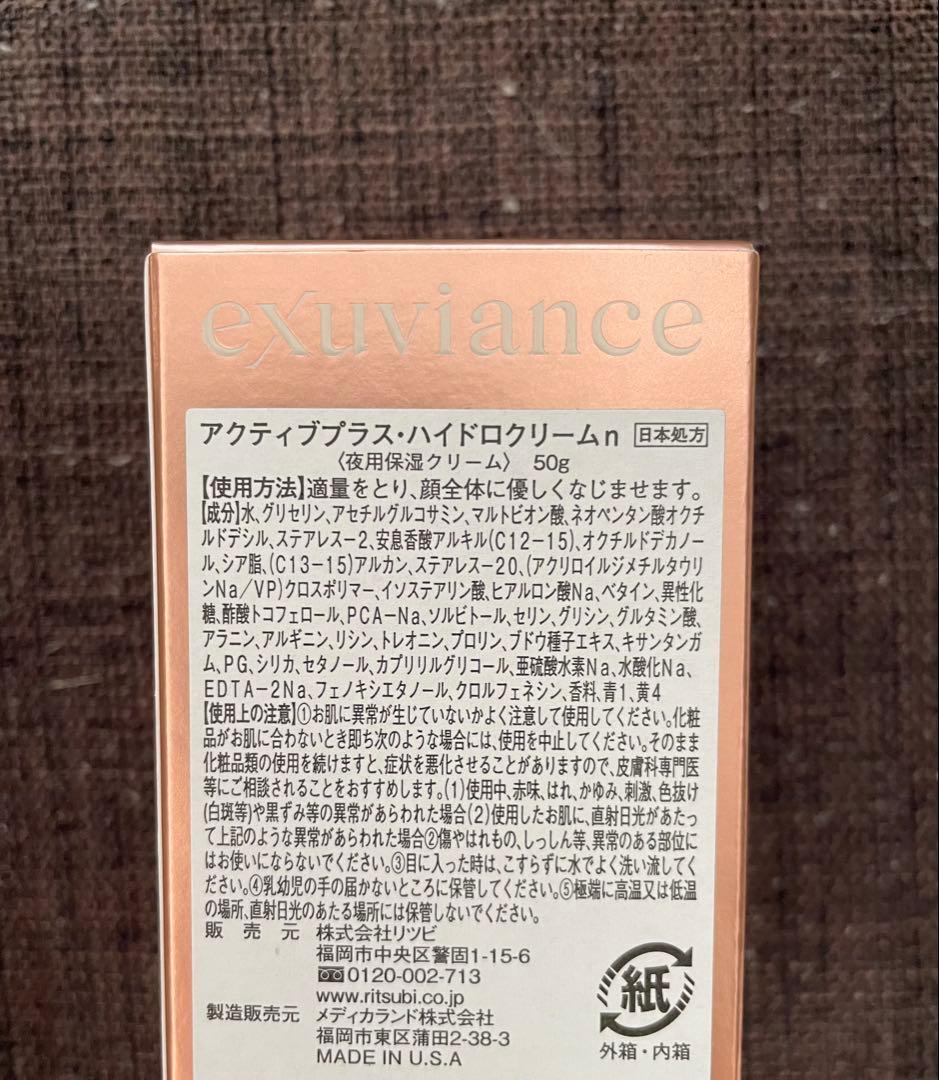 exuviance
アクティブプラス・ハイドロクリームn 日本処方
〈夜用保湿クリーム〉 50g
【使用方法】適量をとり、顔全体に優しくなじませます。
【成分】水、グリセリン、アセチルグルコサミン、マルトビオン酸、ネオペンタン酸オクチ
ルドデシル、ステアレス-2、安息香酸アルキル(C12-15)、オクチルドデカノー
ル、シア脂、(C13-15)アルカン、ステアレス-20、(アクリロイルジメチルタウリ
ンNa/VP)クロスポリマー、イソステアリン酸、ヒアルロン酸Na、ベタイン、異性化
糖、酢酸トコフェロール、PCA-Na、ソルビトール、セリン、グリシン、グルタミン酸、
アラニン、アルギニン、リシン、トレオニン、プロリン、ブドウ種子エキス、キサンタンガ
ム、PG、シリカ、セタノール、カプリリルグリコール、亜硫酸水素Na、水酸化Na、
EDTA-2Na、フェノキシエタノール、クロルフェネシン、香料、青1、黄4
【使用上の注意】①お肌に異常が生じていないかよく注意して使用してください。化粧
品がお肌に合わないとき即ち次のような場合には、使用を中止してください。そのまま
化粧品類の使用を続けますと、症状を悪化させることがありますので、皮膚科専門医
等にご相談されることをおすすめします。(1)使用中、赤味、はれ、かゆみ、刺激、色抜け
(白斑等)や黒ずみ等の異常があらわれた場合(2)使用したお肌に、直射日光があたっ
て上記のような異常があらわれた場合②傷やはれもの、しっしん等、異常のある部位に
はお使いにならないでください。③目に入った時は、こすらずに水でよく洗い流してく
ださい。④乳幼児の手の届かないところに保管してください。⑤極端に高温又は低温
の場所、直射日光のあたる場所には保管しないでください。
販売元 株式会社リツビ
福岡市中央区警固1-15-6
0120-002-713
www.ritsubi.co.jp
製造販売元 メディカランド株式会社
福岡市東区蒲田2-38-3
MADE IN U.S.A
紙
外箱・内箱